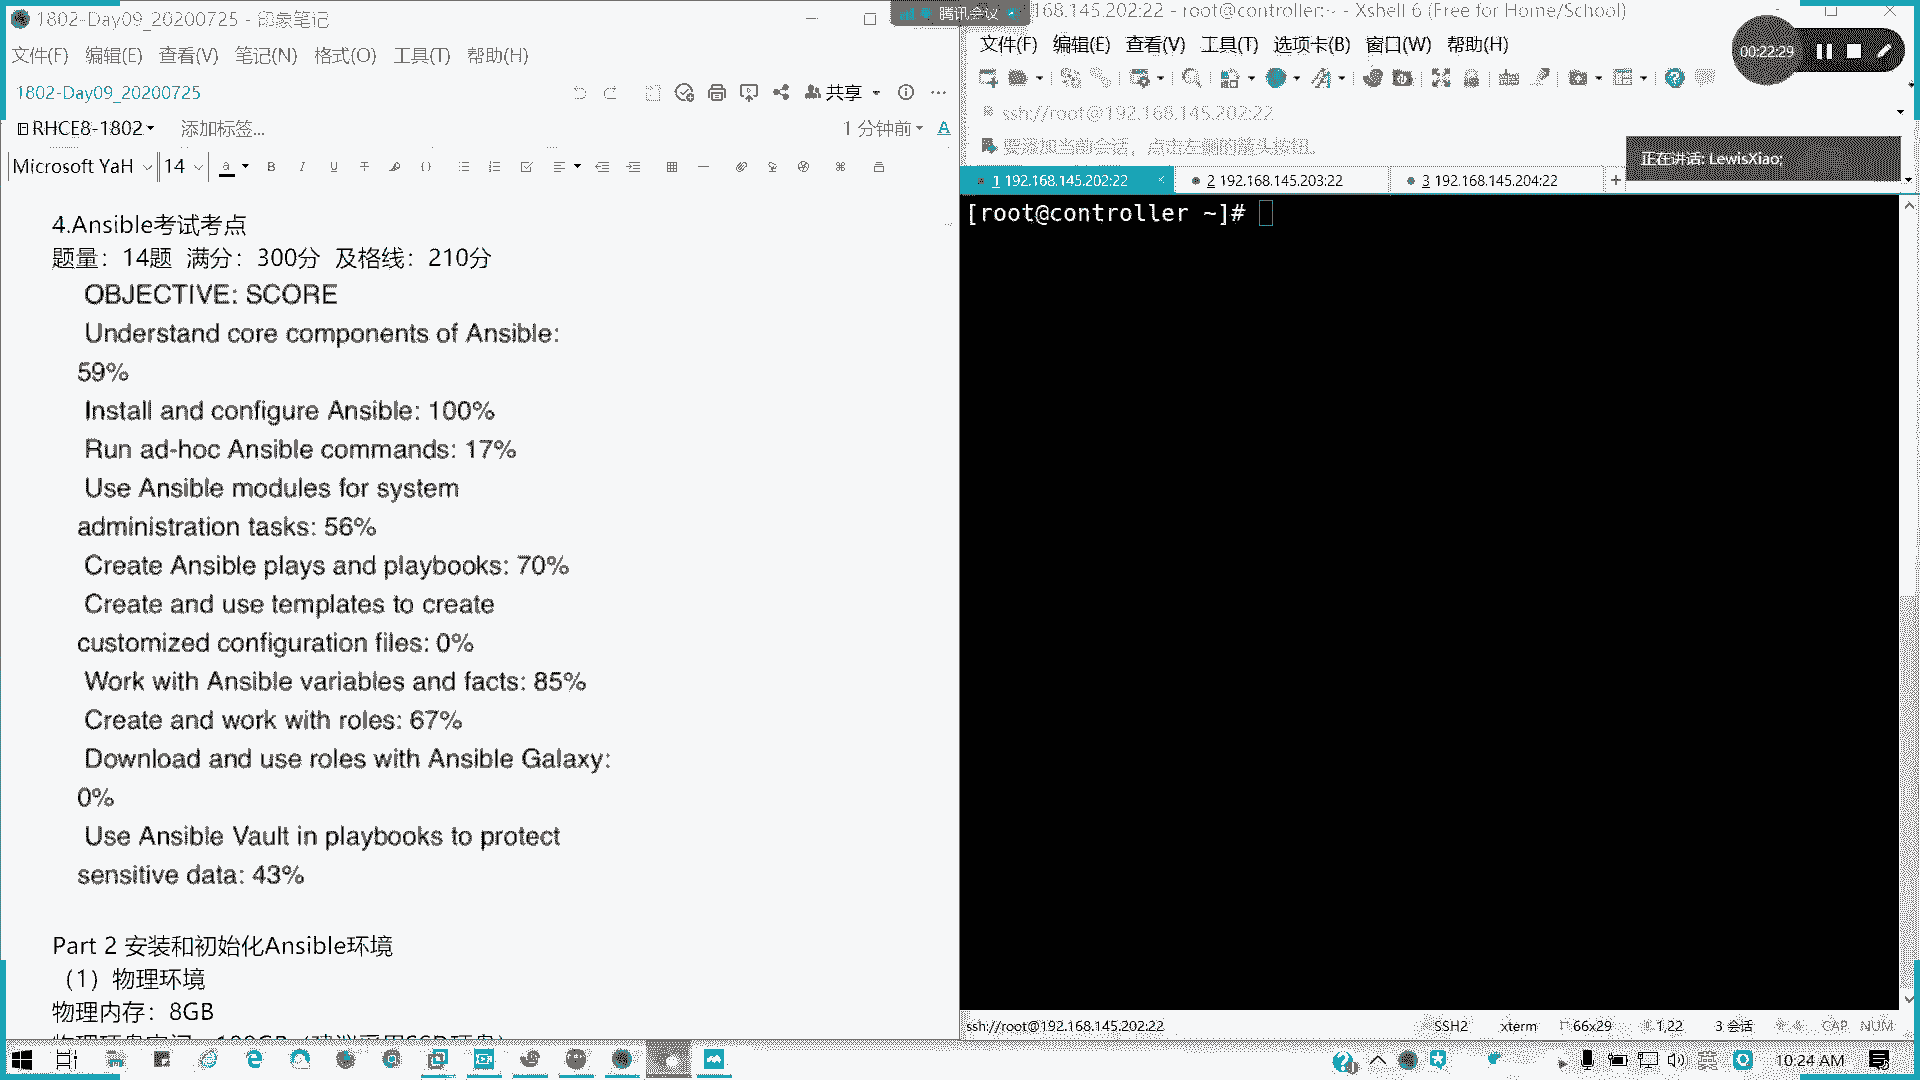 1802-Day09_20200725 - 印象笔记
腾讯会议
168.145.202:22 - root@controller:~ - Xshell 6 (Free for Home/School)
文件(F) 编辑(E) 查看(V) 笔记(N) 格式(O) 工具(T) 帮助(H)
文件(F) 编辑(E) 查看(V) 工具(T) 选项卡(B) 窗口(W) 帮助(H)
00:22:29
1802-Day09_20200725
共享
ssh://root@192.168.145.202:22
RHCE8-1802 添加标签...
1 分钟前
要添加当前会话，点击左侧的箭头按钮。
正在讲话: LewisXiao;
Microsoft YaH 14
1 192.168.145.202:22
2 192.168.145.203:22
3 192.168.145.204:22
[root@controller ~]#
4.Ansible考试考点
题量：14题 满分：300分 及格线：210分
OBJECTIVE: SCORE
Understand core components of Ansible:
59%
Install and configure Ansible: 100%
Run ad-hoc Ansible commands: 17%
Use Ansible modules for system
administration tasks: 56%
Create Ansible plays and playbooks: 70%
Create and use templates to create
customized configuration files: 0%
Work with Ansible variables and facts: 85%
Create and work with roles: 67%
Download and use roles with Ansible Galaxy:
0%
Use Ansible Vault in playbooks to protect
sensitive data: 43%
Part 2 安装和初始化Ansible环境
（1）物理环境
物理内存：8GB
ssh://root@192.168.145.202:22
SSH2 xterm 66x29 1,22 3 会话 CAP NUM
英
10:24 AM